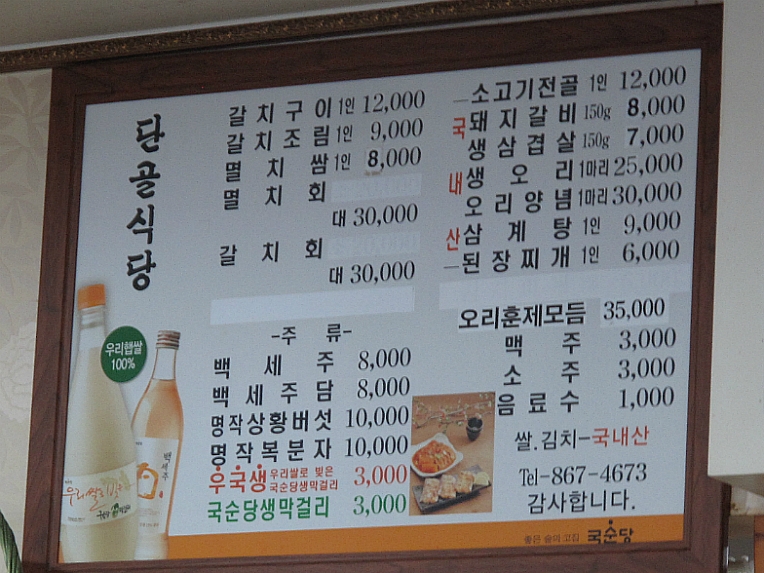 단골식당
갈치구이 1인 12,000
갈치조림 1인 9,000
멸치쌈 1인 8,000
멸치회
대 30,000
갈치회
대 30,000
-주류-
백세주 8,000
백세주담 8,000
명작상황버섯 10,000
명작복분자 10,000
우국생 우리쌀로 빚은 국순당생막걸리 3,000
국순당생막걸리 3,000
국내산
소고기전골 1인 12,000
돼지갈비 150g 8,000
생삼겹살 150g 7,000
생오리 1마리 25,000
오리양념 1마리 30,000
삼계탕 1인 9,000
된장찌개 1인 6,000
오리훈제모듬 35,000
맥주 3,000
소주 3,000
음료수 1,000
쌀.김치-국내산
Tel-867-4673
감사합니다.
우리햅쌀
100%
백세주
좋은 술의 고집 국순당